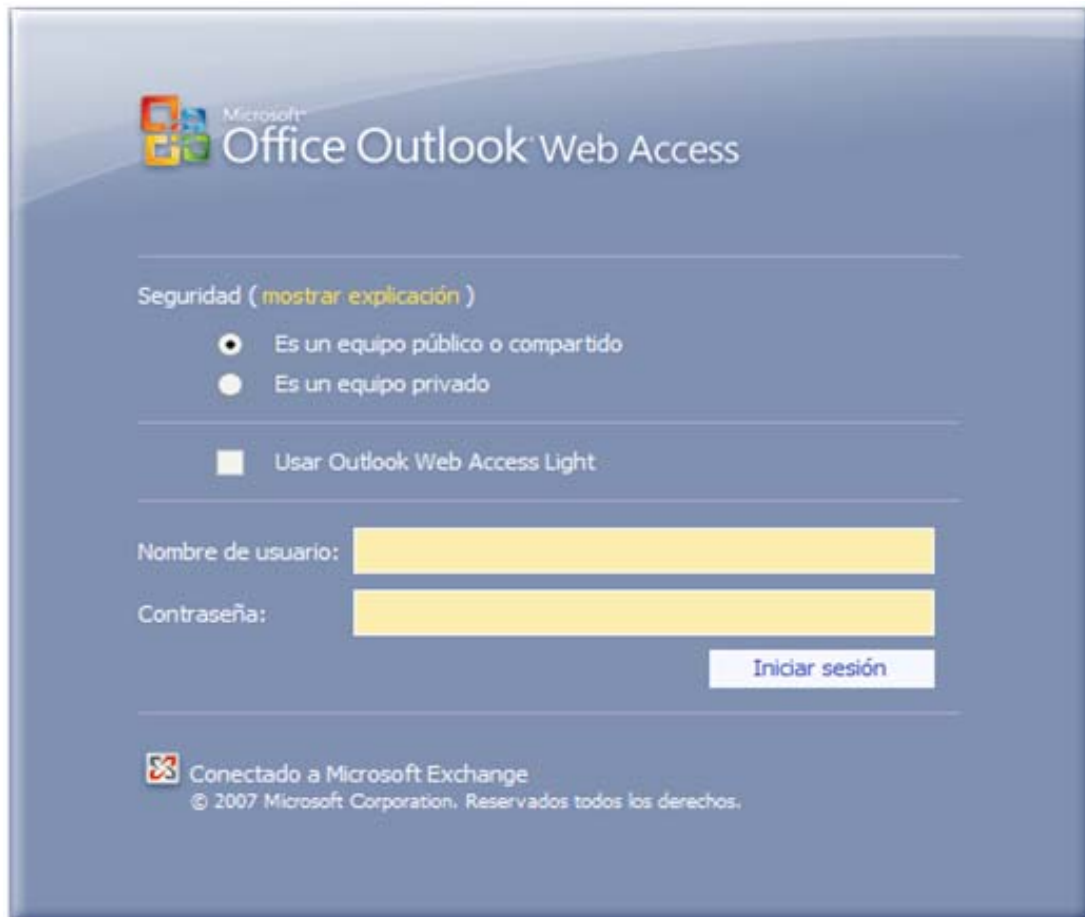 Microsoft
Office Outlook Web Access
Seguridad ( mostrar explicación )
Es un equipo público o compartido
Es un equipo privado
Usar Outlook Web Access Light
Nombre de usuario:
Contraseña:
Iniciar sesión
Conectado a Microsoft Exchange
© 2007 Microsoft Corporation. Reservados todos los derechos.